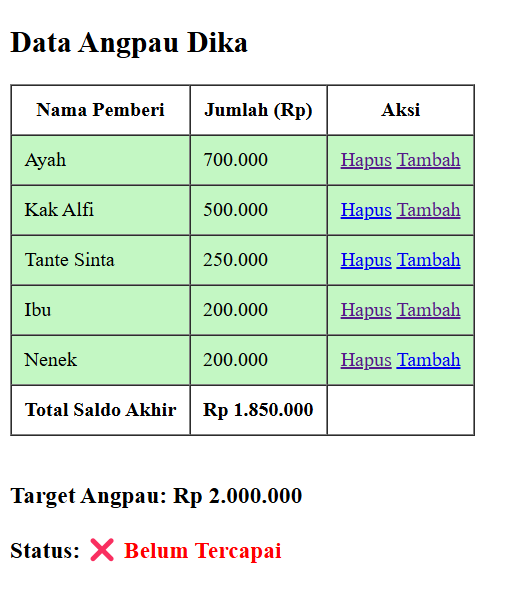 Data Angpau Dika
Nama Pemberi Jumlah (Rp) Aksi
Ayah 700.000 Hapus Tambah
Kak Alfi 500.000 Hapus Tambah
Tante Sinta 250.000 Hapus Tambah
Ibu 200.000 Hapus Tambah
Nenek 200.000 Hapus Tambah
Total Saldo Akhir Rp 1.850.000
Target Angpau: Rp 2.000.000
Status: ❌ Belum Tercapai